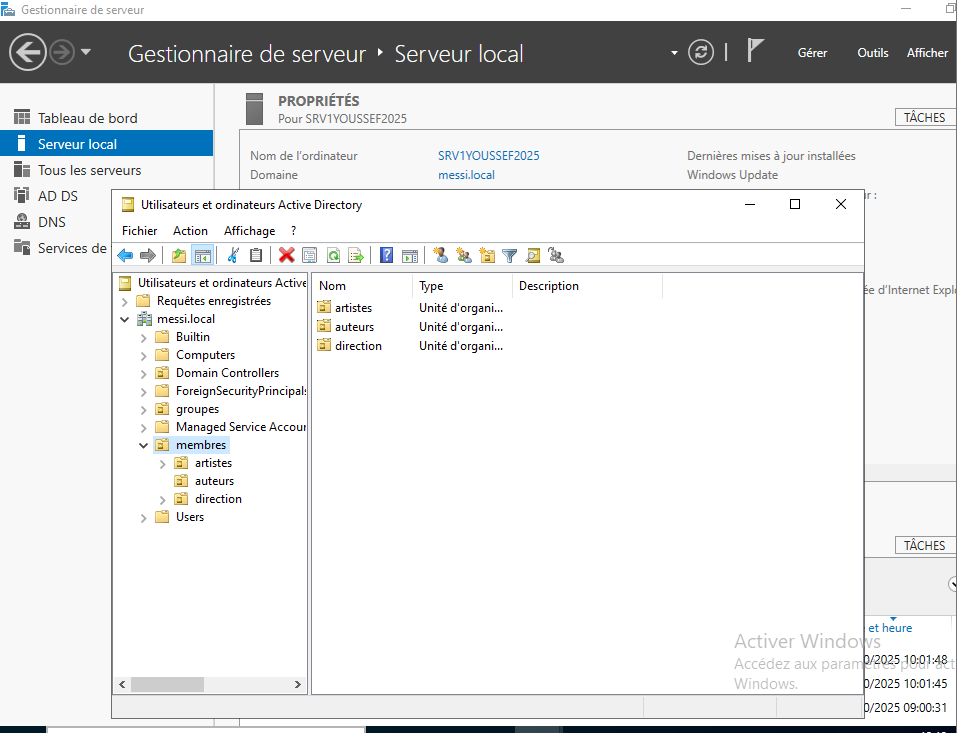 Gestionnaire de serveur
Gestionnaire de serveur ‣ Serveur local
Gérer Outils Afficher
Tableau de bord
Serveur local
Tous les serveurs
AD DS
DNS
Services de
PROPRIÉTÉS
Pour SRV1YOUSSEF2025
TÂCHES
Nom de l'ordinateur SRV1YOUSSEF2025 Dernières mises à jour installées
Domaine messi.local Windows Update
Utilisateurs et ordinateurs Active Directory
Fichier Action Affichage ?
Utilisateurs et ordinateurs Active
Requêtes enregistrées
messi.local
Builtin
Computers
Domain Controllers
ForeignSecurityPrincipals
groupes
Managed Service Accour
membres
artistes
auteurs
direction
Users
Nom Type Description
artistes Unité d'organi...
auteurs Unité d'organi...
direction Unité d'organi...
ée d'Internet Explo
TÂCHES
et heure
0/2025 10:01:48
0/2025 10:01:45
0/2025 09:00:31
Activer Windows
Accédez aux paramètres pour act
Windows.